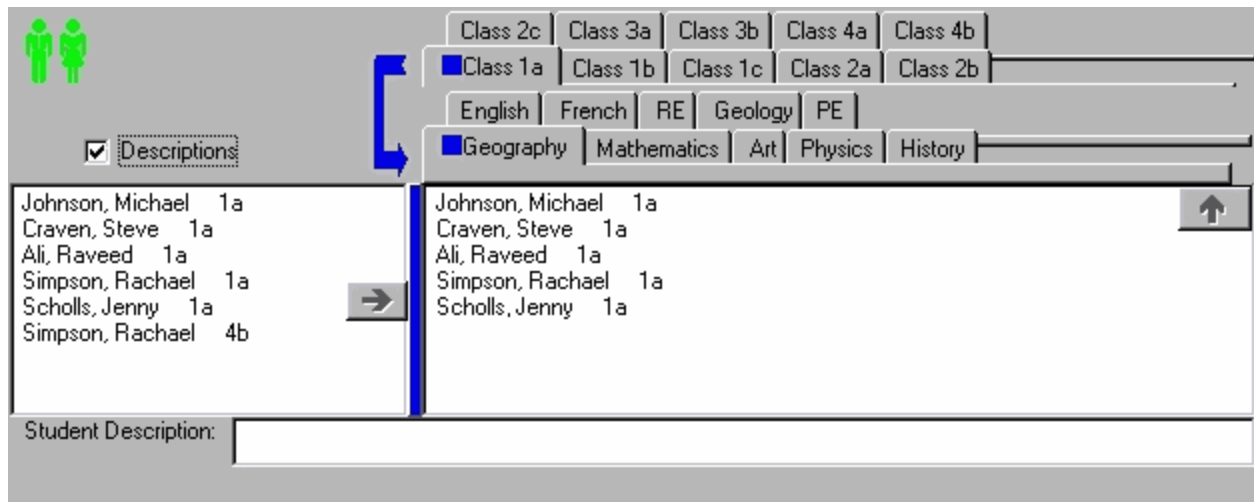 Class 2c Class 3a Class 3b Class 4a Class 4b
Class 1a Class 1b Class 1c Class 2a Class 2b
English French RE Geology PE
Geography Mathematics Art Physics History
Descriptions
Johnson, Michael 1a
Craven, Steve 1a
Ali, Raveed 1a
Simpson, Rachael 1a
Scholls, Jenny 1a
Simpson, Rachael 4b
Johnson, Michael 1a
Craven, Steve 1a
Ali, Raveed 1a
Simpson, Rachael 1a
Scholls, Jenny 1a
Student Description: